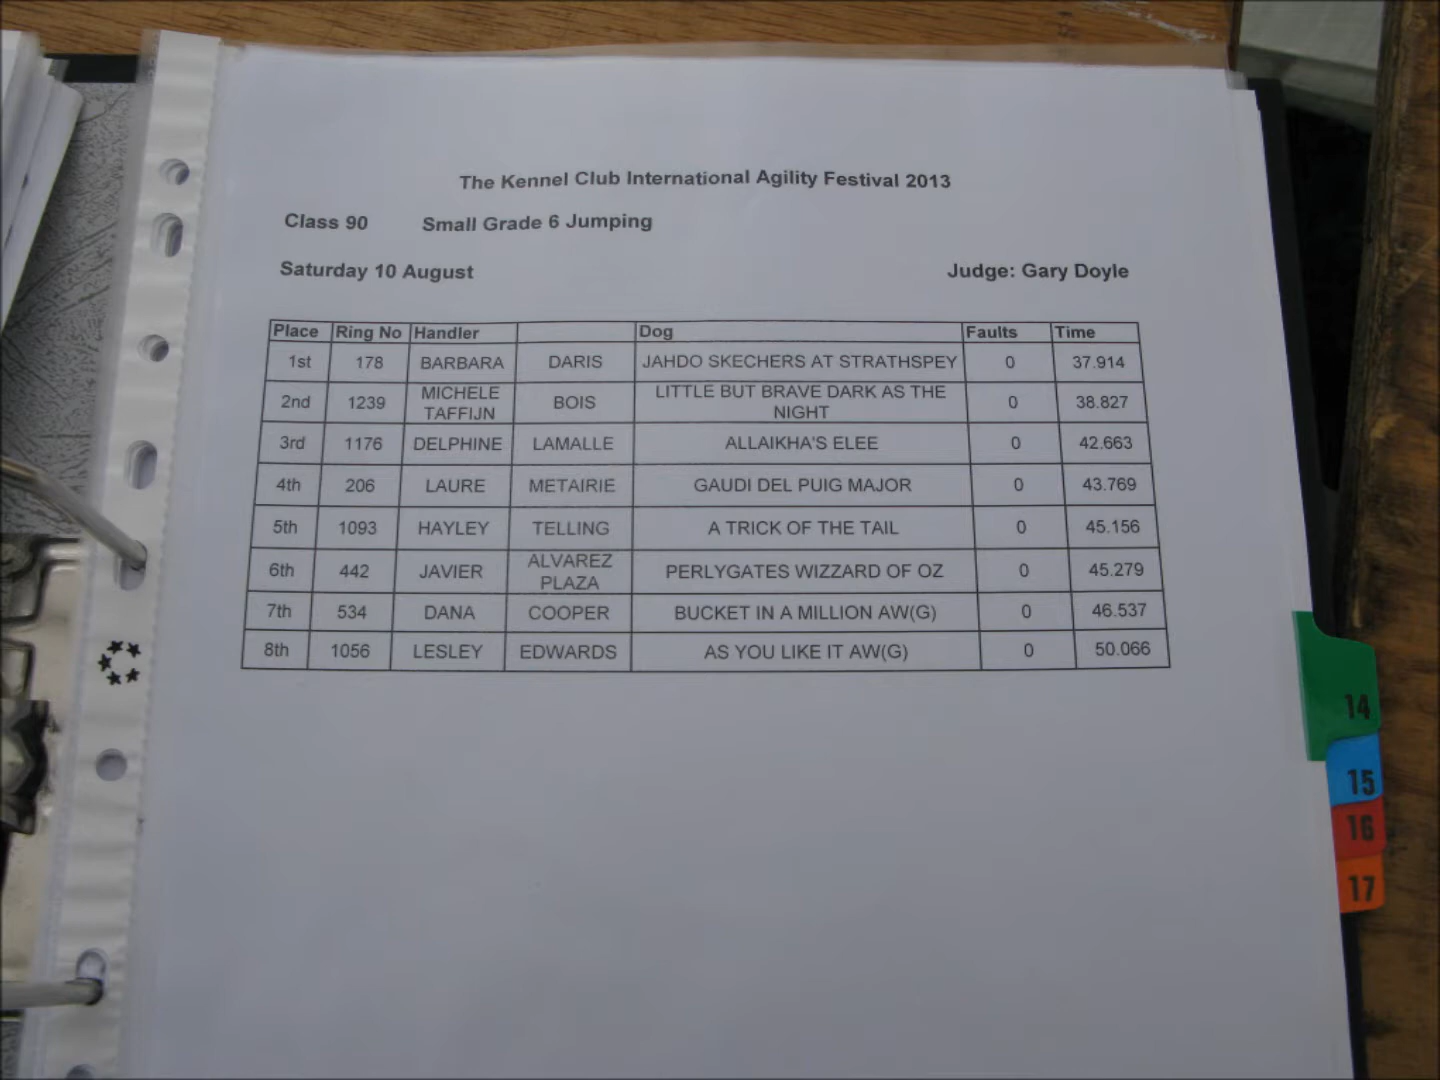 The Kennel Club International Agility Festival 2013
Class 90 Small Grade 6 Jumping
Saturday 10 August Judge: Gary Doyle
Place Ring No Handler Dog Faults Time
1st 178 BARBARA DARIS JAHDO SKECHERS AT STRATHSPEY 0 37.914
2nd 1239 MICHELE TAFFIJN BOIS LITTLE BUT BRAVE DARK AS THE NIGHT 0 38.827
3rd 1176 DELPHINE LAMALLE ALLAIKHA'S ELEE 0 42.663
4th 206 LAURE METAIRIE GAUDI DEL PUIG MAJOR 0 43.769
5th 1093 HAYLEY TELLING A TRICK OF THE TAIL 0 45.156
6th 442 JAVIER ALVAREZ PLAZA PERLYGATES WIZZARD OF OZ 0 45.279
7th 534 DANA COOPER BUCKET IN A MILLION AW(G) 0 46.537
8th 1056 LESLEY EDWARDS AS YOU LIKE IT AW(G) 0 50.066
14
15
16
17